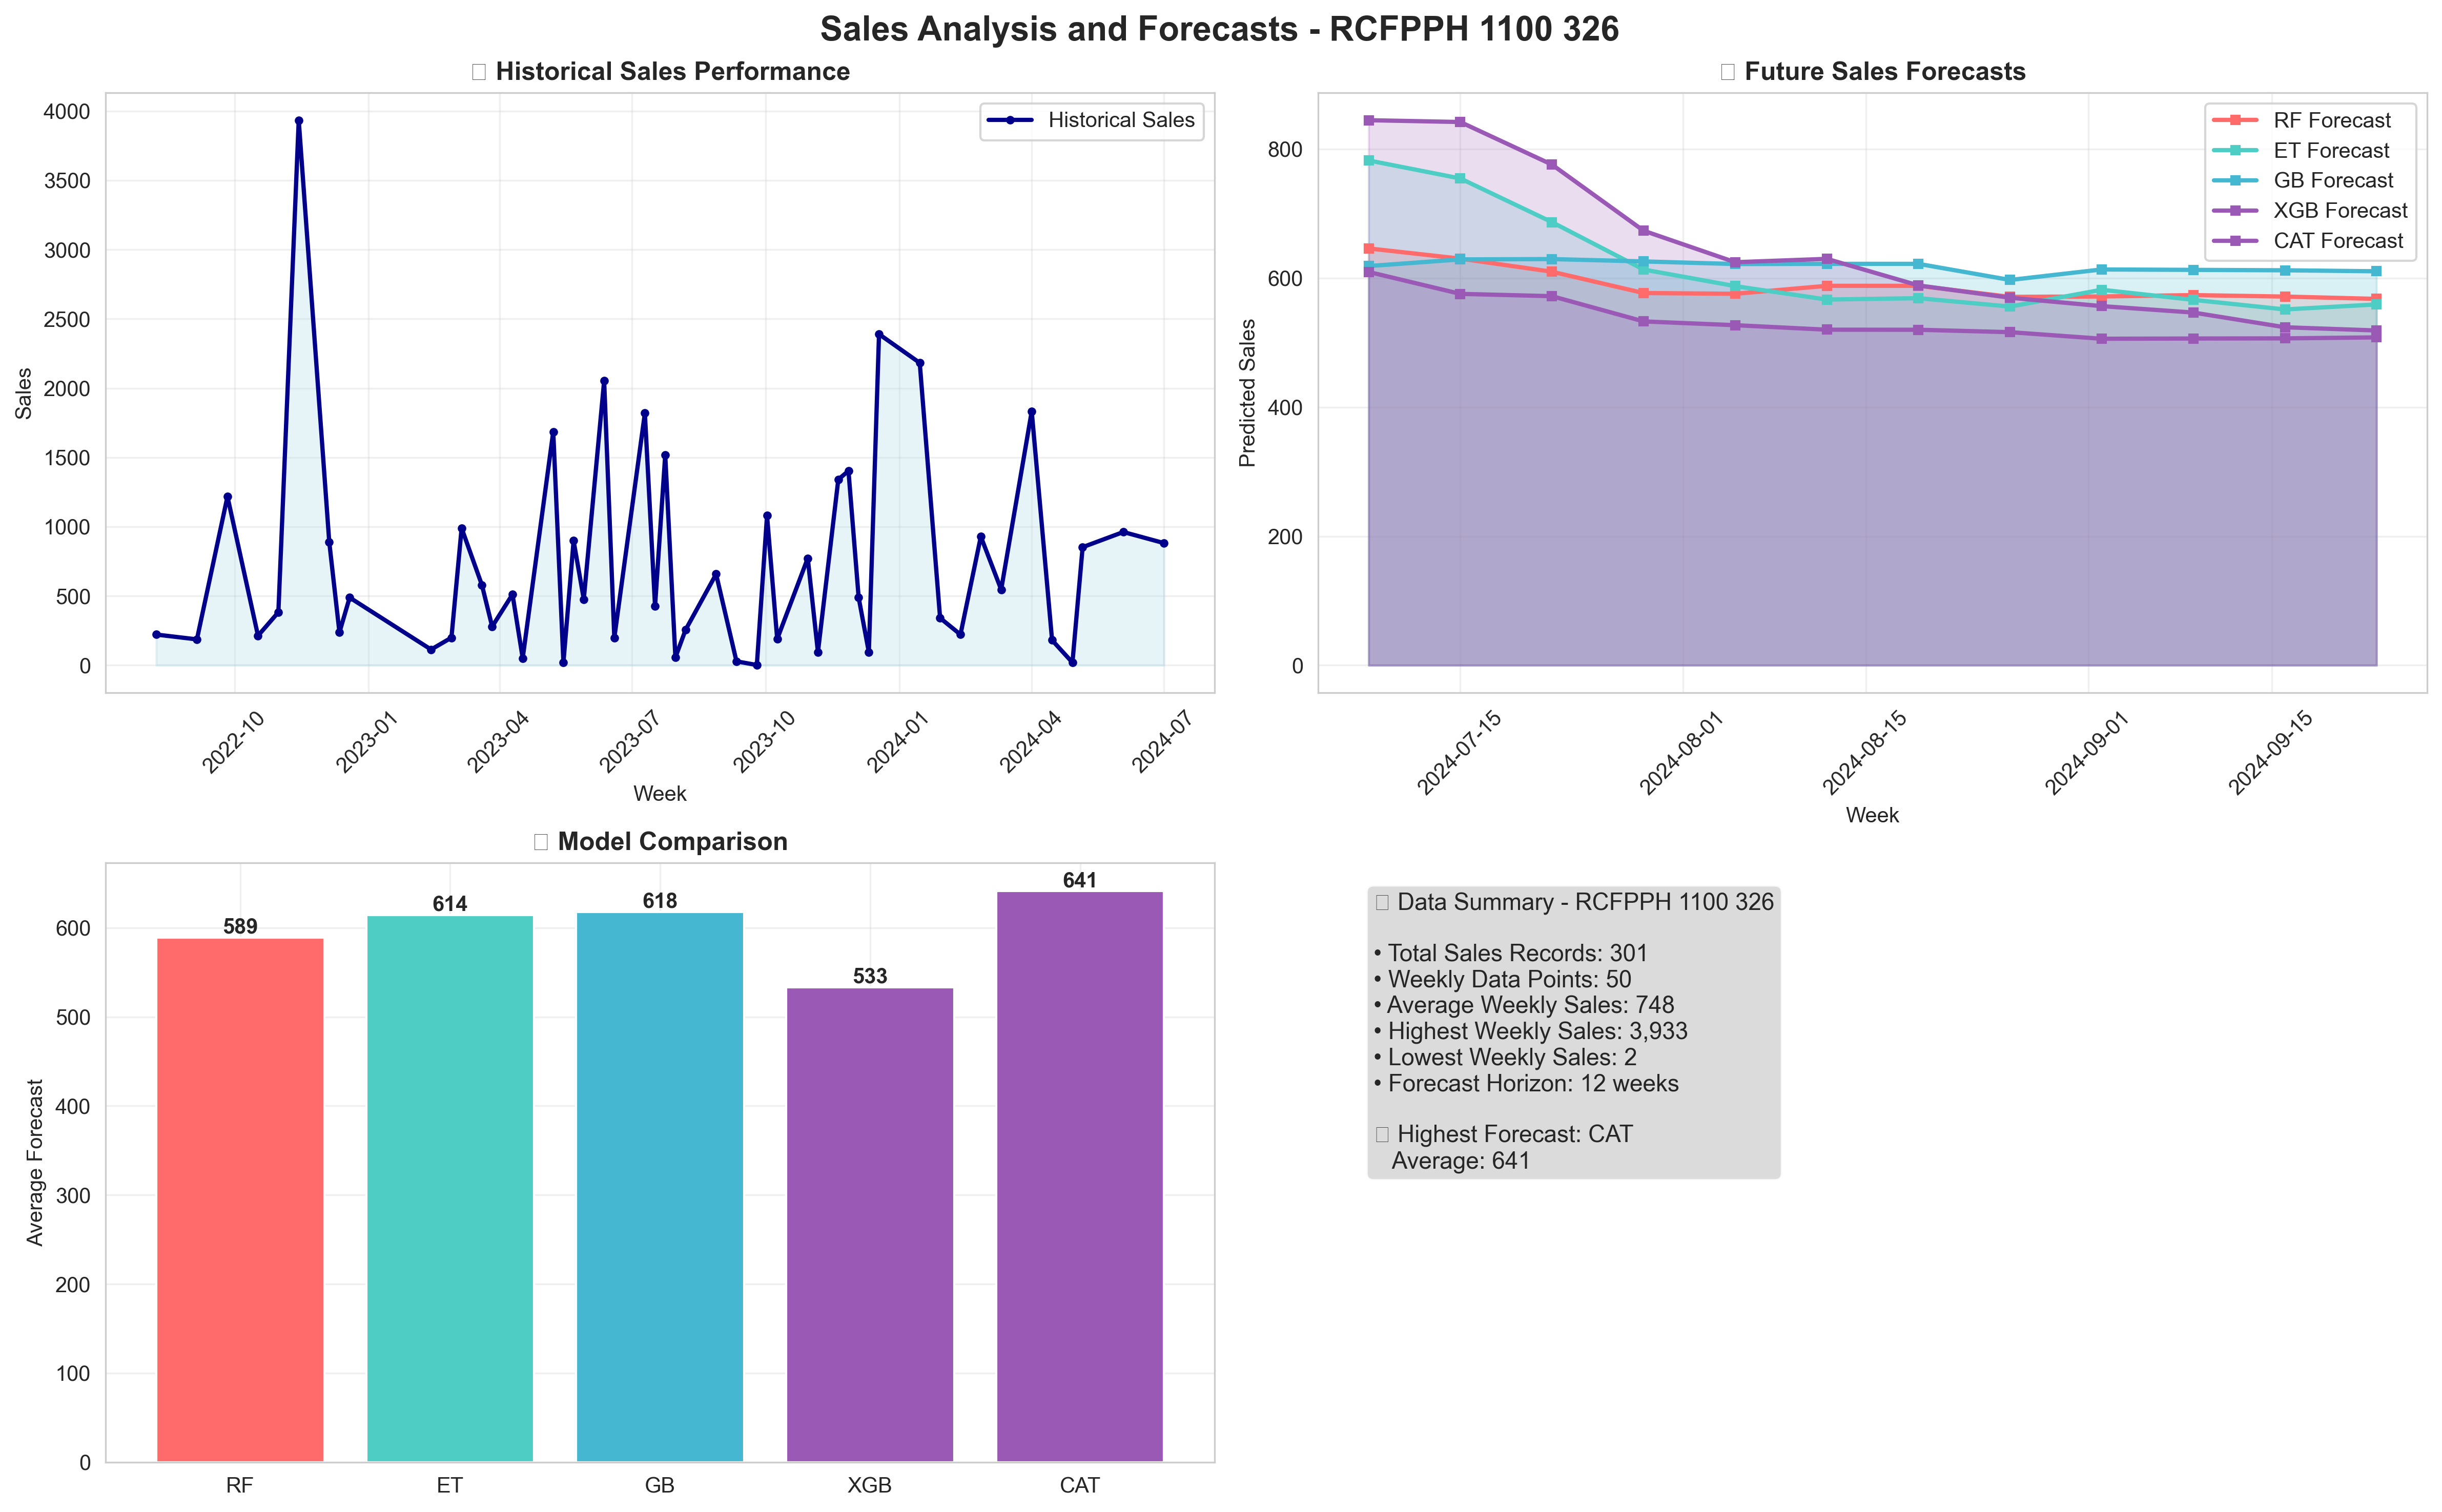 Sales Analysis and Forecasts - RCFPPH 1100 326
Historical Sales Performance
Historical Sales
4000
3500
3000
2500
2000
1500
1000
500
0
Sales
2022-10
2023-01
2023-04
2023-07
2023-10
2024-01
2024-04
2024-07
Week
Future Sales Forecasts
RF Forecast
ET Forecast
GB Forecast
XGB Forecast
CAT Forecast
800
600
400
200
0
Predicted Sales
2024-07-15
2024-08-01
2024-08-15
2024-09-01
2024-09-15
Week
Model Comparison
589
614
618
533
641
600
500
400
300
200
100
0
Average Forecast
RF
ET
GB
XGB
CAT
Data Summary - RCFPPH 1100 326
• Total Sales Records: 301
• Weekly Data Points: 50
• Average Weekly Sales: 748
• Highest Weekly Sales: 3,933
• Lowest Weekly Sales: 2
• Forecast Horizon: 12 weeks
Highest Forecast: CAT
Average: 641